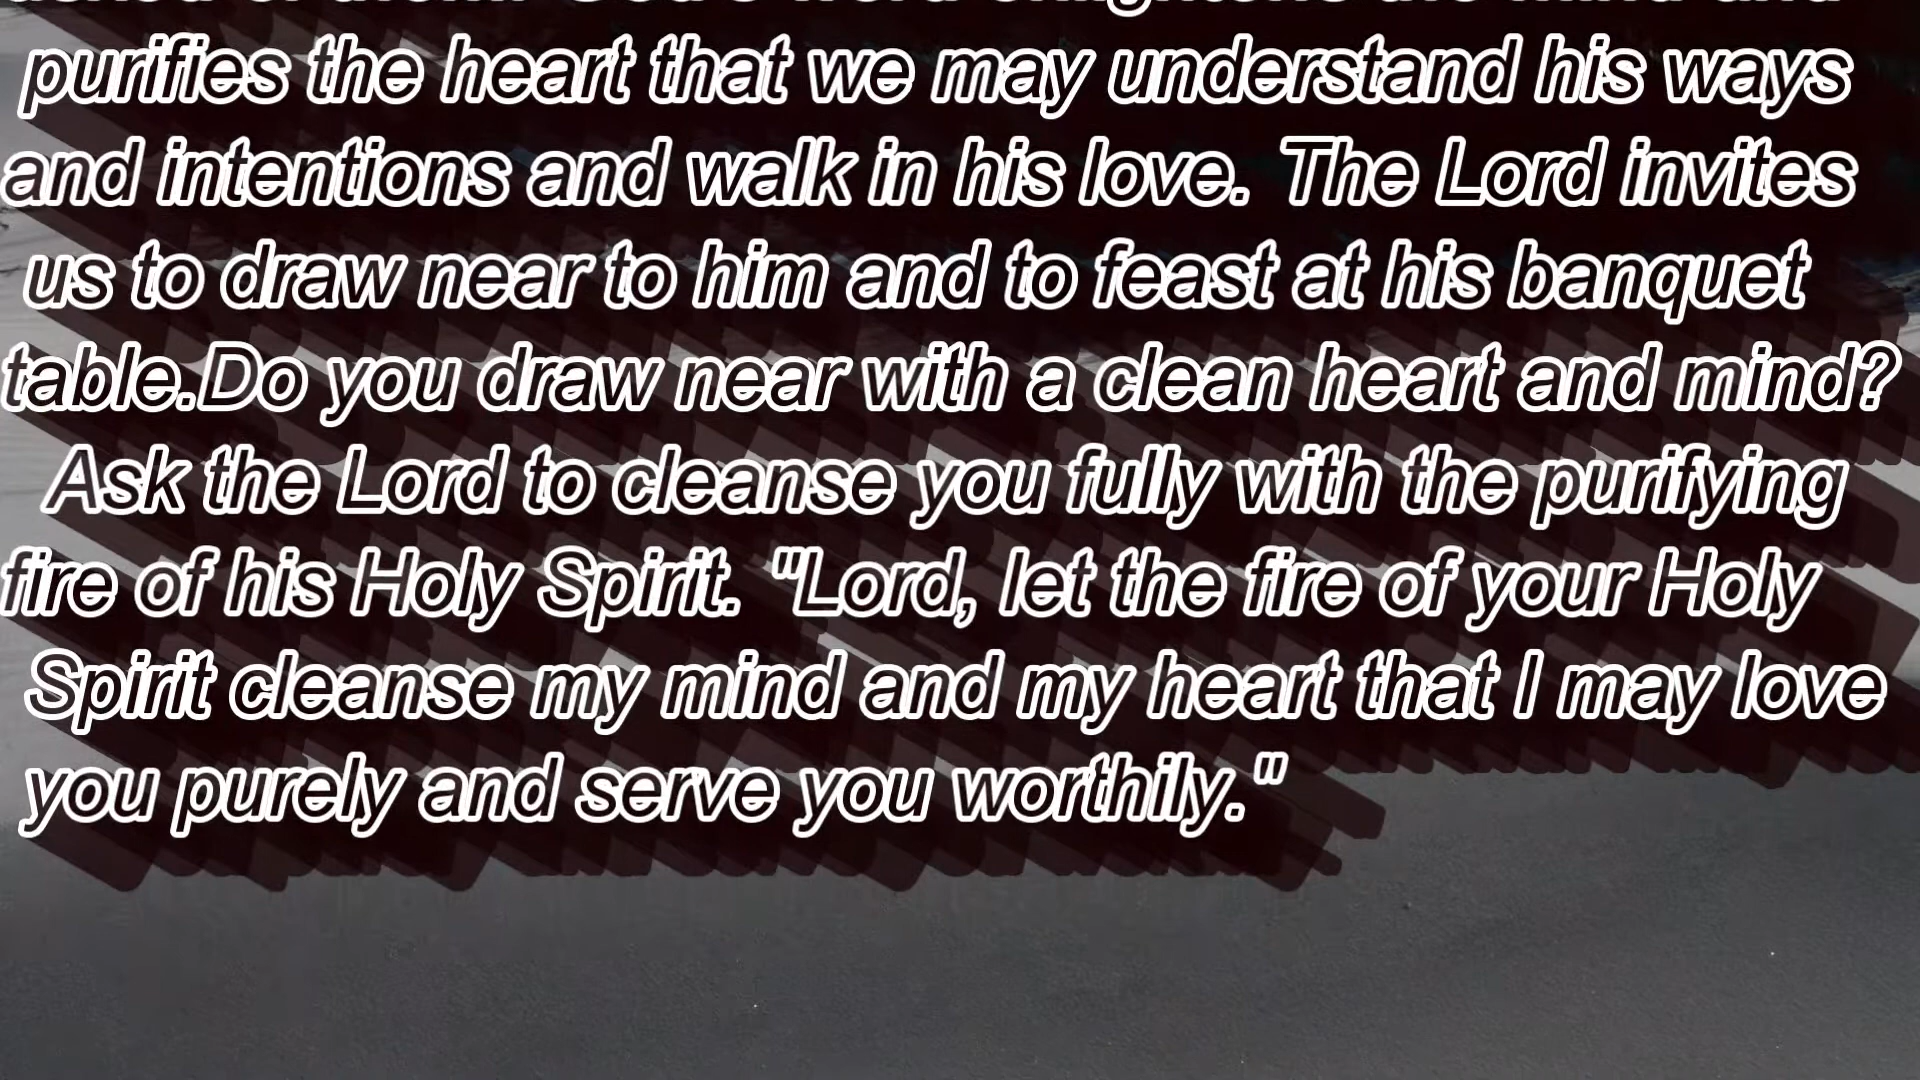 purifies the heart that we may understand his ways
and intentions and walk in his love. The Lord invites
us to draw near to him and to feast at his banquet
table.Do you draw near with a clean heart and mind?
Ask the Lord to cleanse you fully with the purifying
fire of his Holy Spirit. "Lord, let the fire of your Holy
Spirit cleanse my mind and my heart that I may love
you purely and serve you worthily."